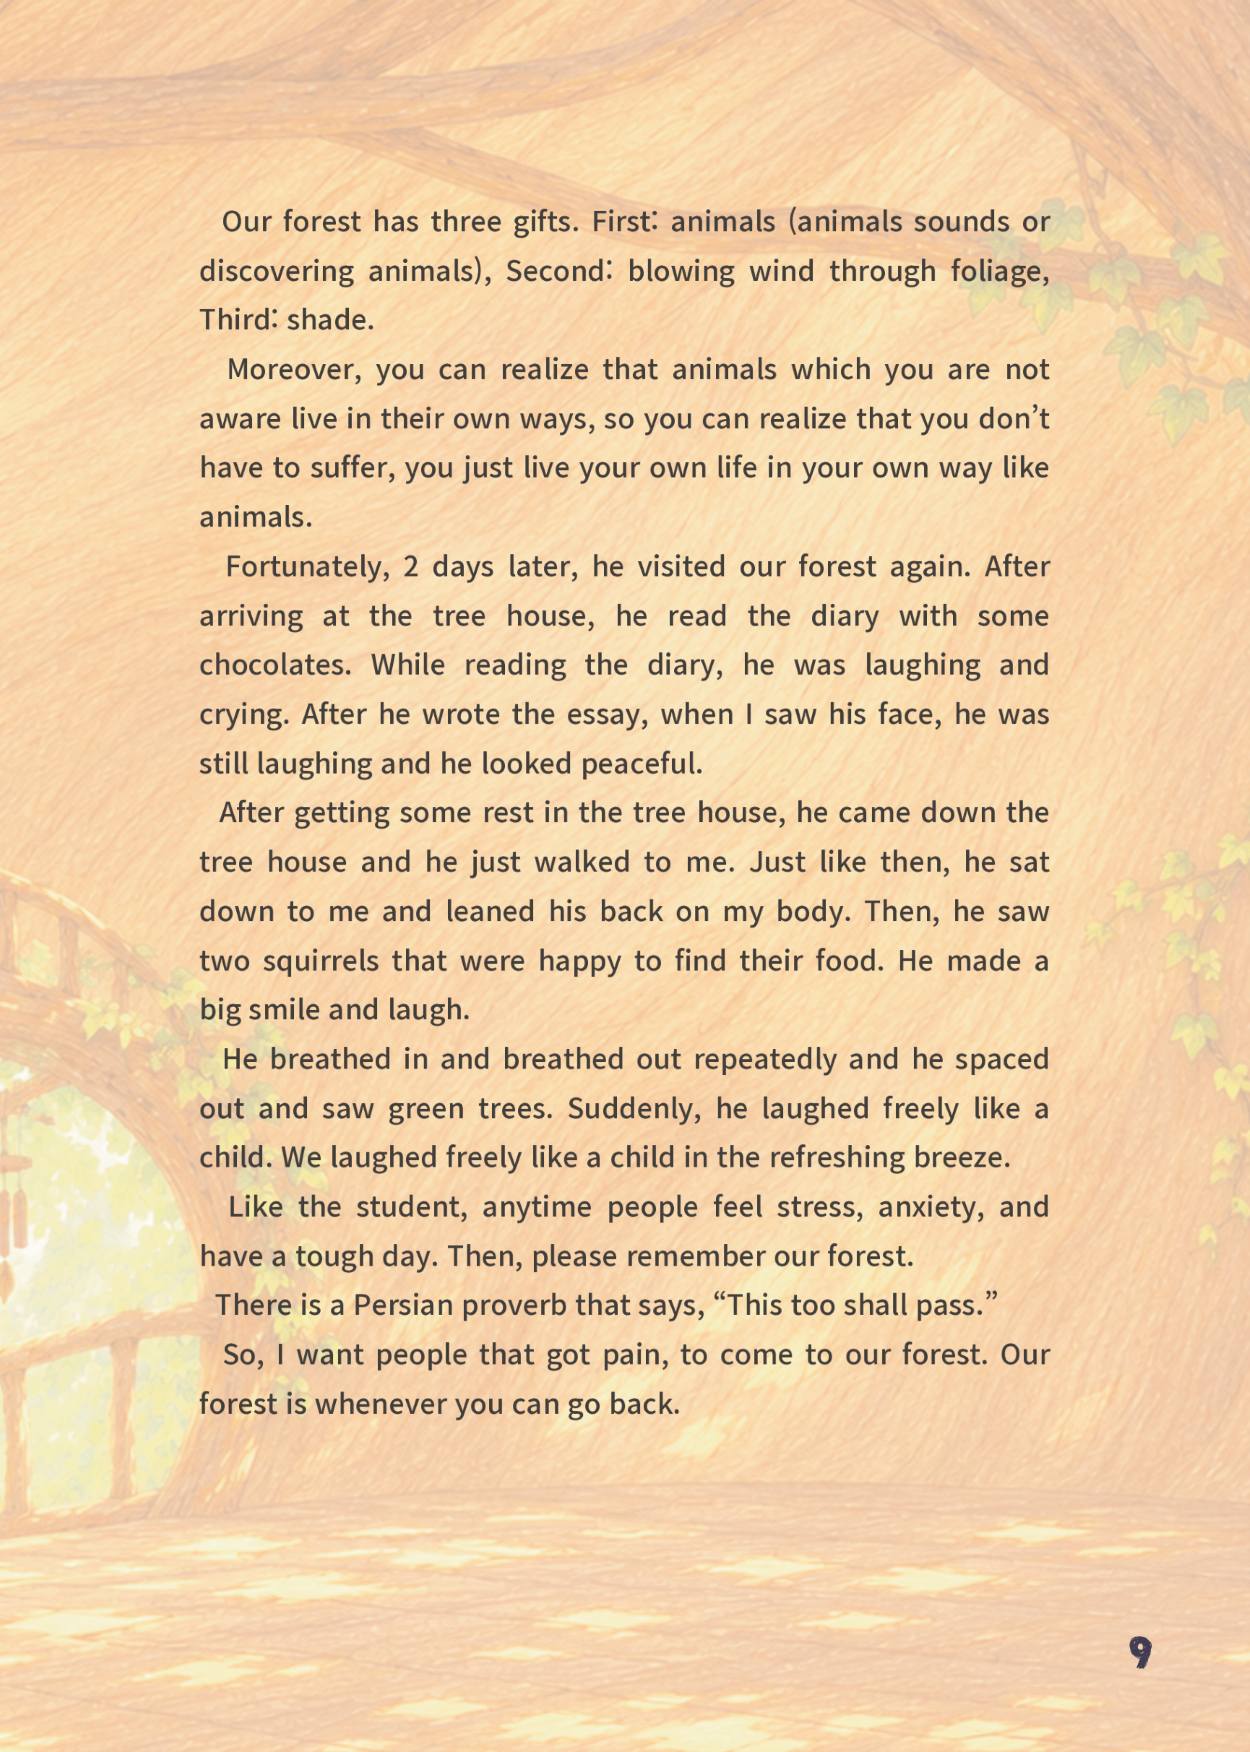 Our forest has three gifts. First: animals (animals sounds or
discovering animals), Second: blowing wind through foliage,
Third: shade.
Moreover, you can realize that animals which you are not
aware live in their own ways, so you can realize that you don’t
have to suffer, you just live your own life in your own way like
animals.
Fortunately, 2 days later, he visited our forest again. After
arriving at the tree house, he read the diary with some
chocolates. While reading the diary, he was laughing and
crying. After he wrote the essay, when I saw his face, he was
still laughing and he looked peaceful.
After getting some rest in the tree house, he came down the
tree house and he just walked to me. Just like then, he sat
down to me and leaned his back on my body. Then, he saw
two squirrels that were happy to find their food. He made a
big smile and laugh.
He breathed in and breathed out repeatedly and he spaced
out and saw green trees. Suddenly, he laughed freely like a
child. We laughed freely like a child in the refreshing breeze.
Like the student, anytime people feel stress, anxiety, and
have a tough day. Then, please remember our forest.
There is a Persian proverb that says, “This too shall pass.”
So, I want people that got pain, to come to our forest. Our
forest is whenever you can go back.
9